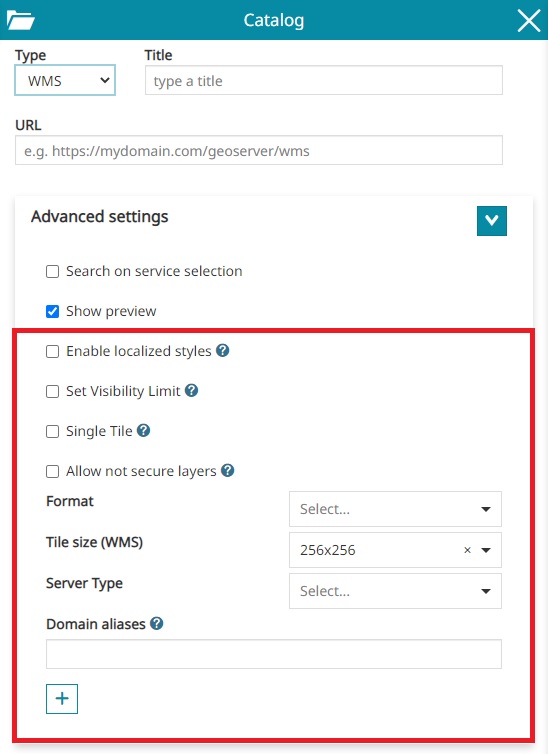 Catalog
Type Title
WMS type a title
URL
e.g. https://mydomain.com/geoserver/wms
Advanced settings
Search on service selection
Show preview
Enable localized styles ?
Set Visibility Limit ?
Single Tile ?
Allow not secure layers ?
Format Select...
Tile size (WMS) 256x256 ×
Server Type Select...
Domain aliases ?
+